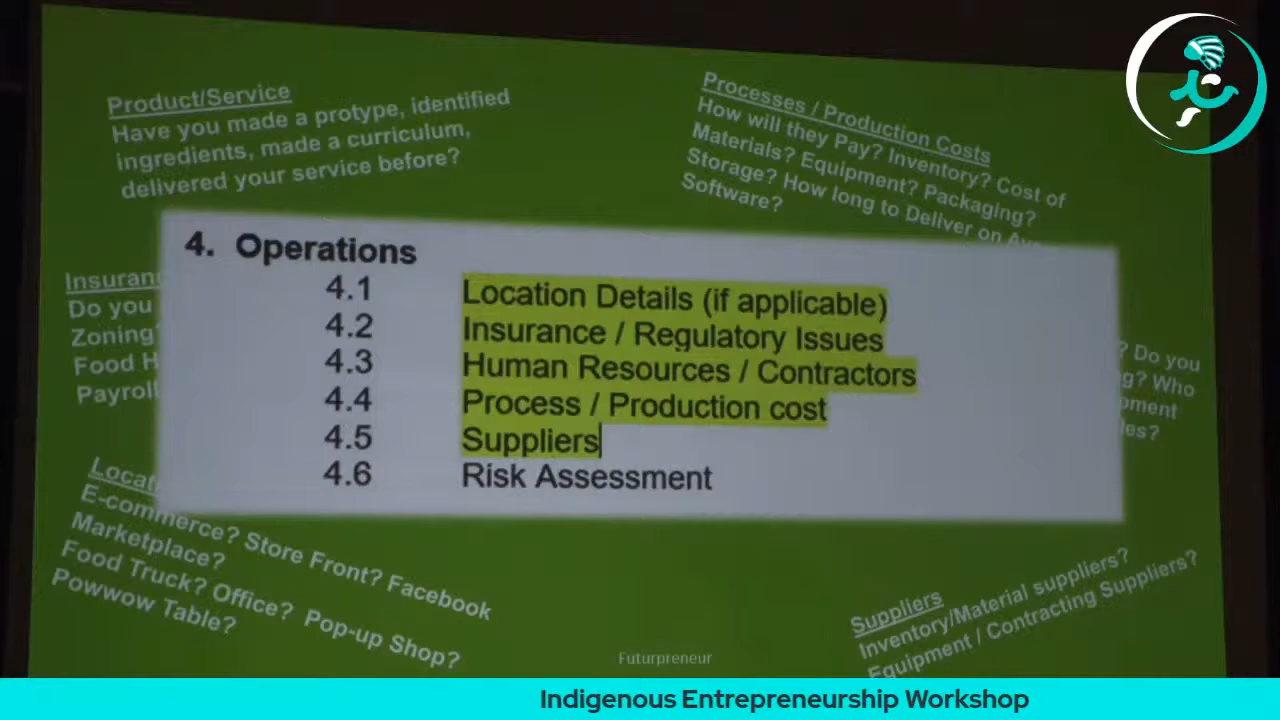 Product/Service
Have you made a protype, identified
ingredients, made a curriculum,
delivered your service before?
Processes / Production Costs
How will they Pay? Inventory? Cost of
Materials? Equipment? Packaging?
Storage? How long to Deliver on
Software?
4. Operations
4.1 Location Details (if applicable)
4.2 Insurance / Regulatory Issues
4.3 Human Resources / Contractors
4.4 Process / Production cost
4.5 Suppliers
4.6 Risk Assessment
Do you
Zoning?
Food
Payroll
? Do you
? Who
E-commerce? Store Front? Facebook
Marketplace?
Food Truck? Office? Pop-up Shop?
Powwow Table?
Suppliers
Inventory/Material suppliers?
Equipment / Contracting Suppliers?
Futurpreneur
Indigenous Entrepreneurship Workshop